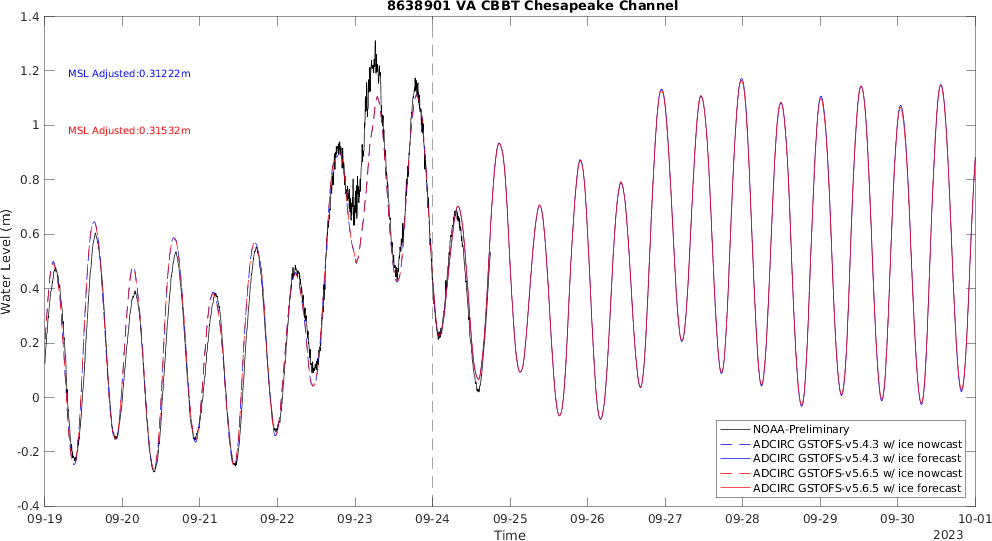 8638901 VA CBBT Chesapeake Channel
1.4
1.2
1
0.8
0.6
0.4
0.2
0
-0.2
-0.4
Water Level (m)
MSL Adjusted:0.31222m
MSL Adjusted:0.31532m
NOAA-Preliminary
ADCIRC GSTOFS-v5.4.3 w/ ice nowcast
ADCIRC GSTOFS-v5.4.3 w/ ice forecast
ADCIRC GSTOFS-v5.6.5 w/ ice nowcast
ADCIRC GSTOFS-v5.6.5 w/ ice forecast
09-19 09-20 09-21 09-22 09-23 09-24 09-25 09-26 09-27 09-28 09-29 09-30 10-01
Time
2023